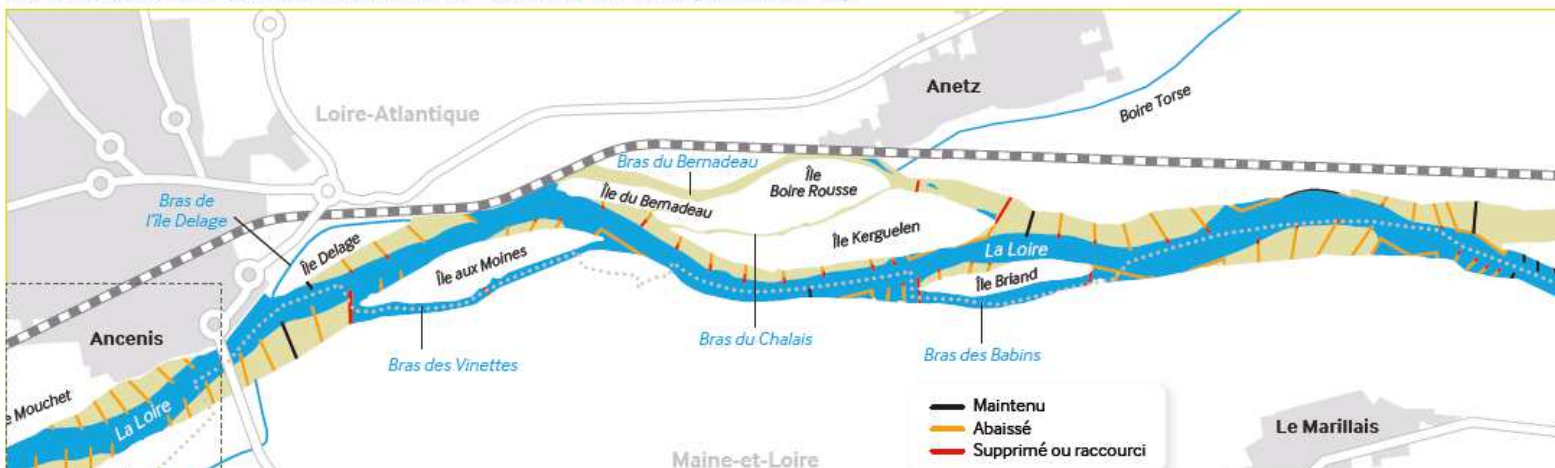 Anetz
Loire-Atlantique
Boire Torse
Bras du Bernadeau
Île
Boire Rousse
Bras de
l'île Delage
Île du Bernadeau
Île Delage
Île Kerguelen
Île aux Moines
La Loire
Île Briand
Ancenis
Bras du Chalais
Bras des Babins
Bras des Vinettes
Mouchet
La Loire
Maintenu
Abaissé
Supprimé ou raccourci
Le Marillais
Maine-et-Loire